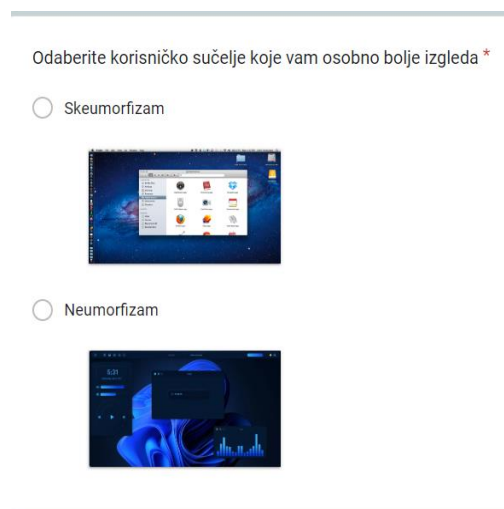 Odaberite korisničko sučelje koje vam osobno bolje izgleda *
Skeumorfizam
Neumorfizam